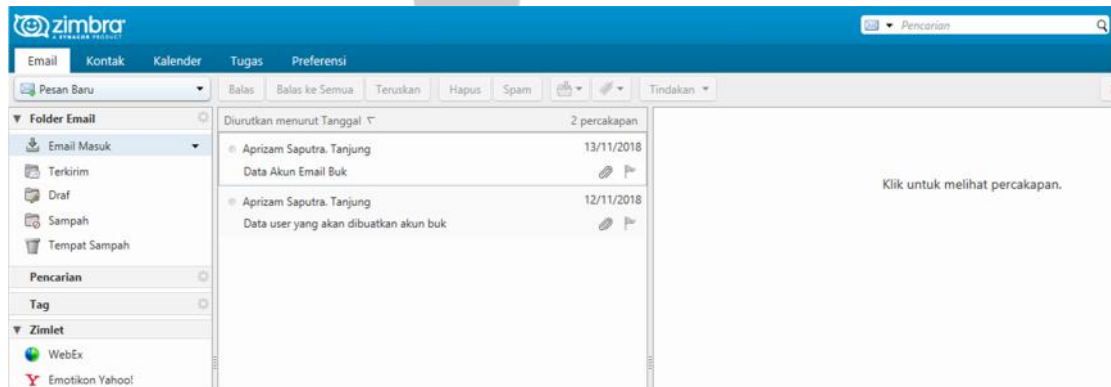 zimbra
A SYNACOR PRODUCT
Pencarian
Email Kontak Kalender Tugas Preferensi
Pesan Baru
Balas Balas ke Semua Teruskan Hapus Spam Tindakan
Folder Email
Email Masuk
Terkirim
Draf
Sampah
Tempat Sampah
Pencarian
Tag
Zimlet
WebEx
Emotikon Yahoo!
Diurutkan menurut Tanggal 2 percakapan
Aprizam Saputra. Tanjung 13/11/2018
Data Akun Email Buk
Aprizam Saputra. Tanjung 12/11/2018
Data user yang akan dibuatkan akun buk
Klik untuk melihat percakapan.